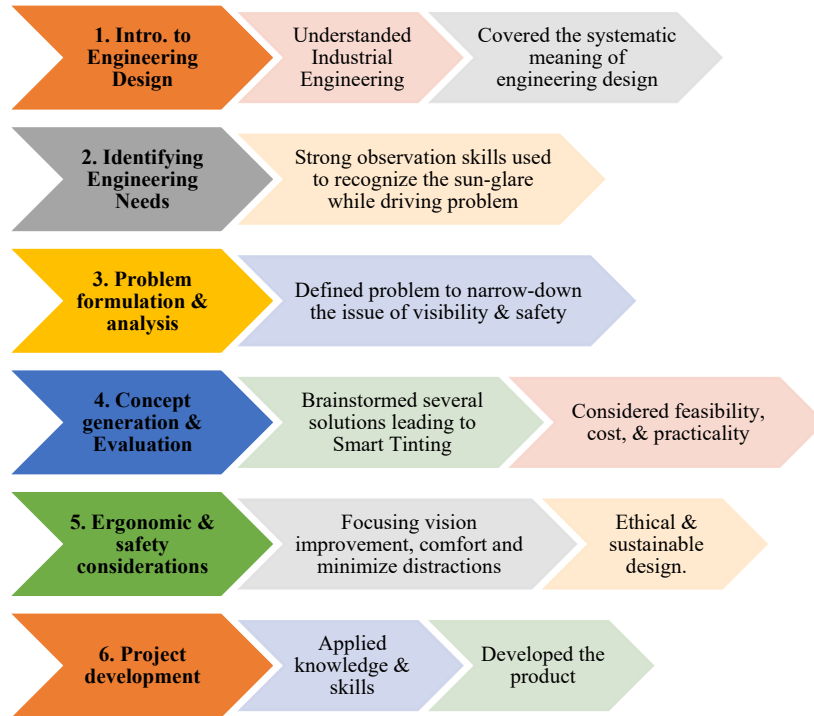 1. Intro. to
Engineering
Design
Understanded
Industrial
Engineering
Covered the systematic
meaning of
engineering design
2. Identifying
Engineering
Needs
Strong observation skills used
to recognize the sun-glare
while driving problem
3. Problem
formulation &
analysis
Defined problem to narrow-down
the issue of visibility & safety
4. Concept
generation &
Evaluation
Brainstormed several
solutions leading to
Smart Tinting
Considered feasibility,
cost, & practicality
5. Ergonomic &
safety
considerations
Focusing vision
improvement, comfort and
minimize distractions
Ethical &
sustainable
design.
6. Project
development
Applied
knowledge &
skills
Developed the
product